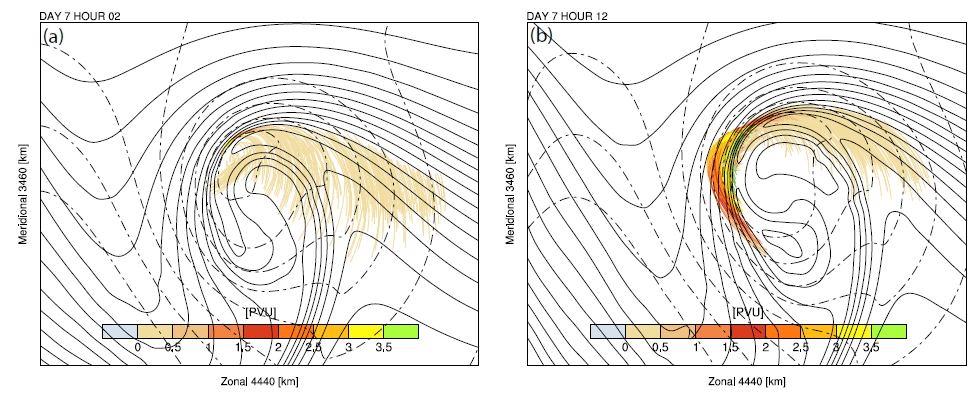 DAY 7 HOUR 02
(a)
Meridional 3460 [km]
[PVU]
0 0.5 1 1.5 2 2.5 3 3.5
Zonal 4440 [km]
DAY 7 HOUR 12
(b)
Meridional 3460 [km]
[PVU]
0 0.5 1 1.5 2 2.5 3 3.5
Zonal 4440 [km]